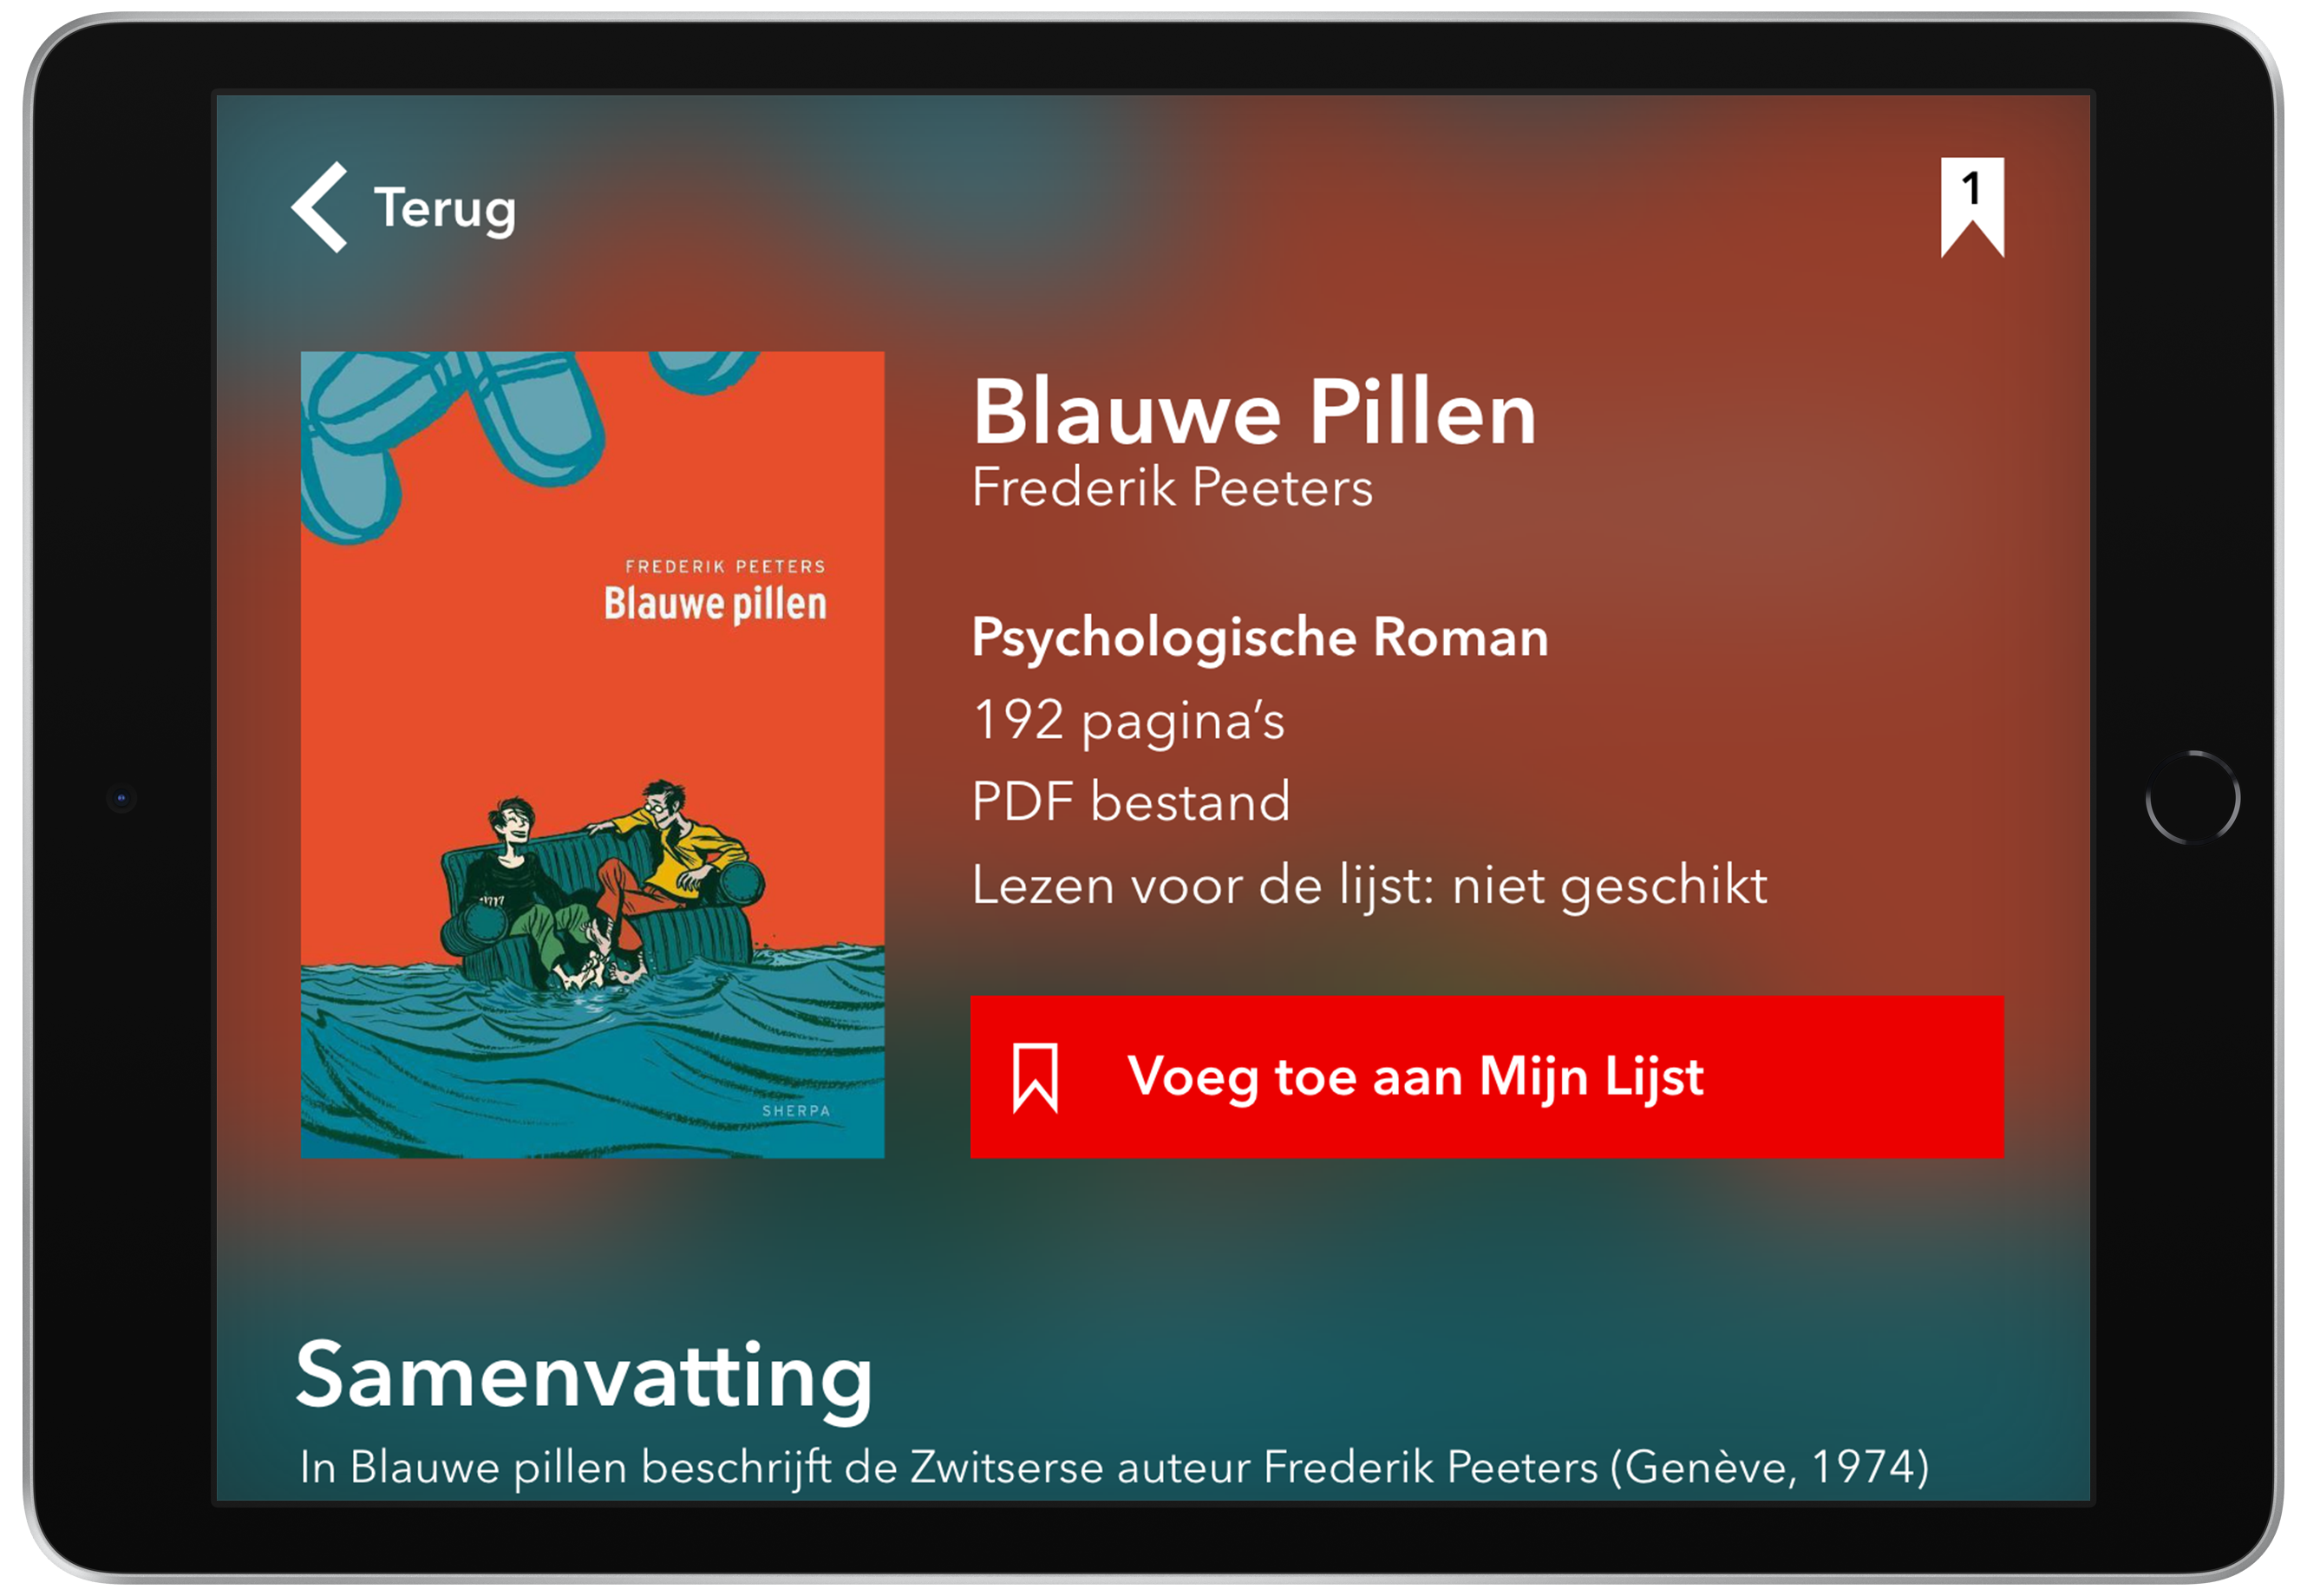 Terug
1
FREDERIK PEETERS
Blauwe pillen
SHERPA
Blauwe Pillen
Frederik Peeters
Psychologische Roman
192 pagina's
PDF bestand
Lezen voor de lijst: niet geschikt
Voeg toe aan Mijn Lijst
Samenvatting
In Blauwe pillen beschrijft de Zwitserse auteur Frederik Peeters (Genève, 1974)